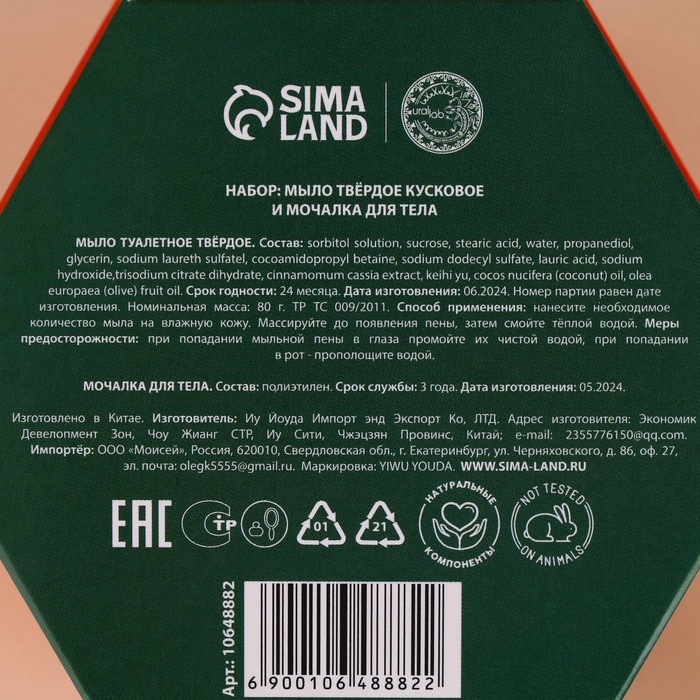 SIMA
LAND
ural lab
НАБОР: МЫЛО ТВЁРДОЕ КУСКОВОЕ
И МОЧАЛКА ДЛЯ ТЕЛА
МЫЛО ТУАЛЕТНОЕ ТВЁРДОЕ. Состав: sorbitol solution, sucrose, stearic acid, water, propanediol,
glycerin, sodium laureth sulfatel, cocoamidopropyl betaine, sodium dodecyl sulfate, lauric acid, sodium
hydroxide,trisodium citrate dihydrate, cinnamomum cassia extract, keihi yu, cocos nucifera (coconut) oil, olea
europaea (olive) fruit oil. Срок годности: 24 месяца. Дата изготовления: 06.2024. Номер партии равен дате
изготовления. Номинальная масса: 80 г. ТР ТС 009/2011. Способ применения: нанесите необходимое
количество мыла на влажную кожу. Массируйте до появления пены, затем смойте тёплой водой. Меры
предосторожности: при попадании мыльной пены в глаза промойте их чистой водой, при попадании
в рот - прополощите водой.
МОЧАЛКА ДЛЯ ТЕЛА. Состав: полиэтилен. Срок службы: 3 года. Дата изготовления: 05.2024.
Изготовлено в Китае. Изготовитель: Иу Йоуда Импорт энд Экспорт Ко, ЛТД. Адрес изготовителя: Экономик
Девелопмент Зон, Чоу Жианг СТР, Иу Сити, Чжэцзян Провинс, Китай; e-mail: 2355776150@qq.com.
Импортёр: ООО «Моисей», Россия, 620010, Свердловская обл., г. Екатеринбург, ул. Черняховского, д. 86, оф. 27,
эл. почта: olegk5555@gmail.ru. Маркировка: YIWU YOUDA. WWW.SIMA-LAND.RU
EAC
СТР
01
21
НАТУРАЛЬНЫЕ
КОМПОНЕНТЫ
NOT TESTED
ON ANIMALS
Арт.: 10648882
6 900106 488822